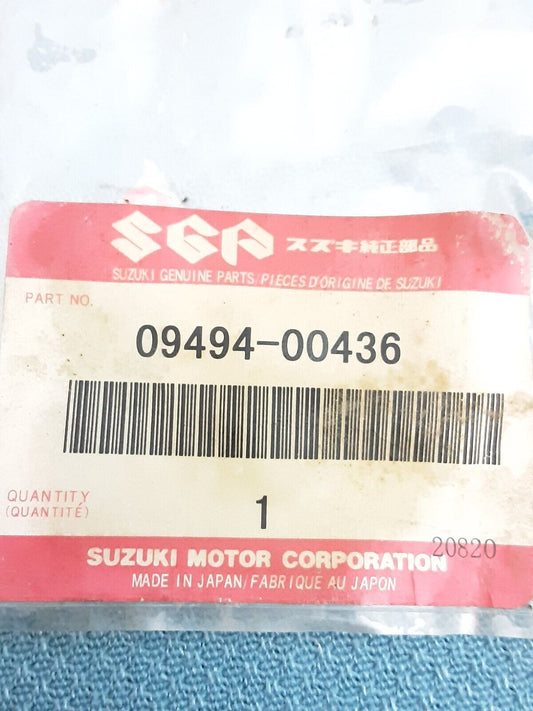 SGP スズキ純正部品
SUZUKI GENUINE PARTS/PIECES D'ORIGINE DE SUZUKI
PART NO.
09494-00436
QUANTITY
(QUANTITÉ)
1
20820
SUZUKI MOTOR CORPORATION
MADE IN JAPAN/FABRIQUÉ AU JAPON